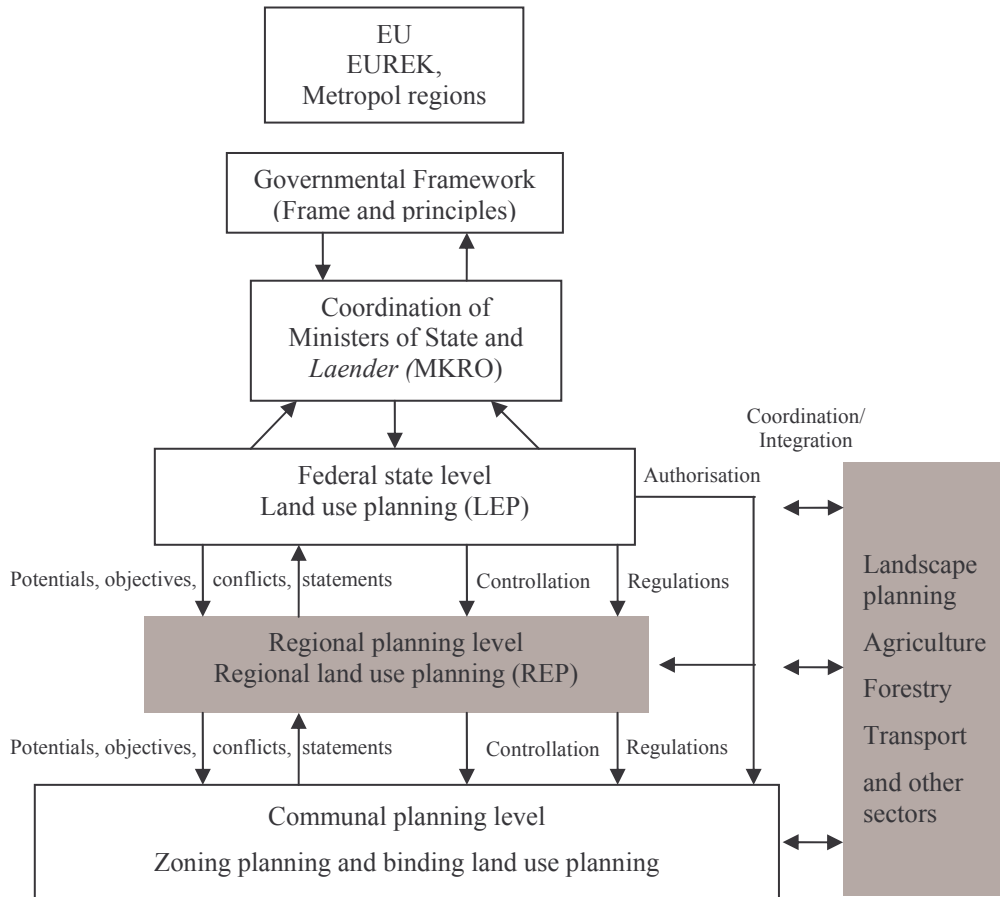 EU
EUREK,
Metropol regions
Governmental Framework
(Frame and principles)
Coordination of
Ministers of State and
Laender (MKRO)
Coordination/
Integration
Federal state level
Land use planning (LEP)
Authorisation
Potentials, objectives, conflicts, statements
Controllation
Regulations
Regional planning level
Regional land use planning (REP)
Potentials, objectives, conflicts, statements
Controllation
Regulations
Communal planning level
Zoning planning and binding land use planning
Landscape
planning
Agriculture
Forestry
Transport
and other
sectors